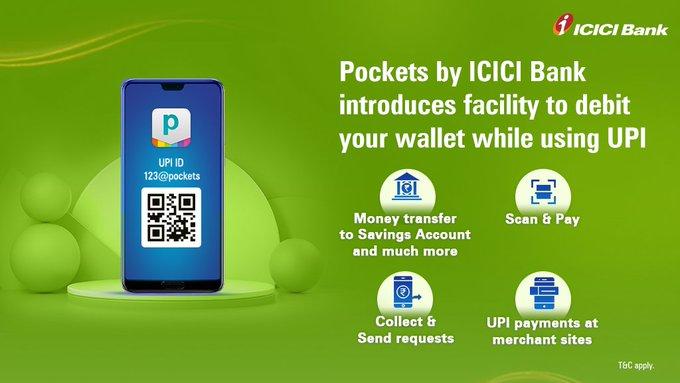 ICICI Bank
Pockets by ICICI Bank
introduces facility to debit
your wallet while using UPI
p
UPI ID
123@pockets
Money transfer
to Savings Account
and much more
Scan & Pay
Collect &
Send requests
UPI payments at
merchant sites
T&C apply.